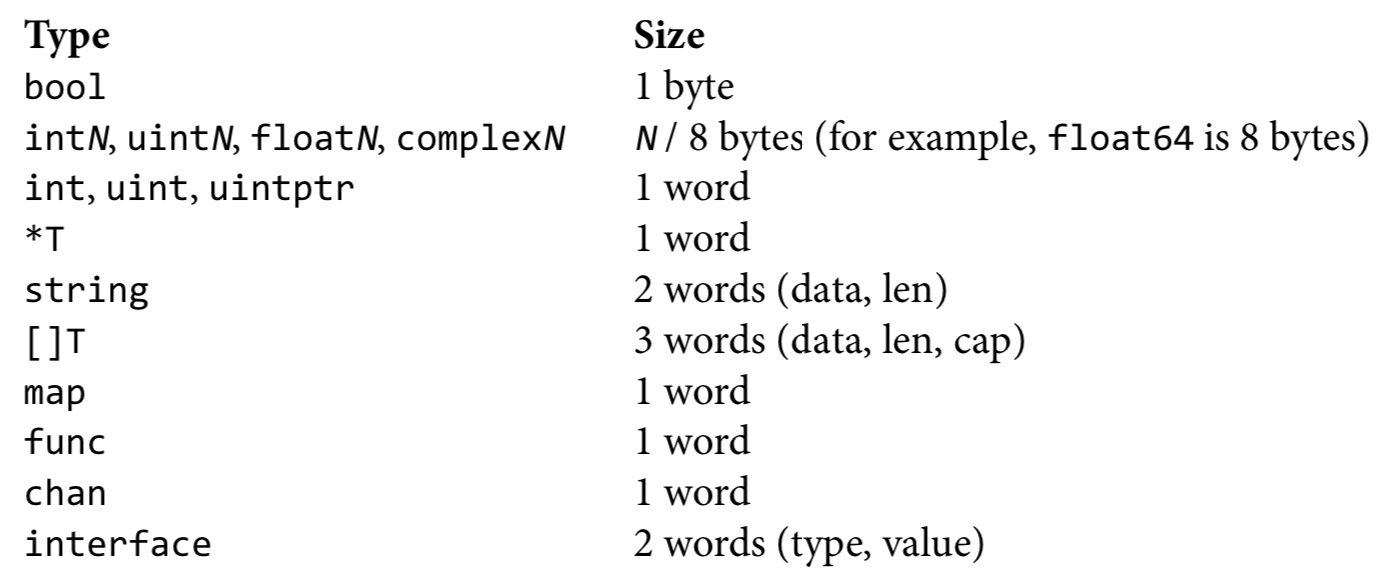 Type Size
bool 1 byte
intN, uintN, floatN, complexN N / 8 bytes (for example, float64 is 8 bytes)
int, uint, uintptr 1 word
*T 1 word
string 2 words (data, len)
[]T 3 words (data, len, cap)
map 1 word
func 1 word
chan 1 word
interface 2 words (type, value)